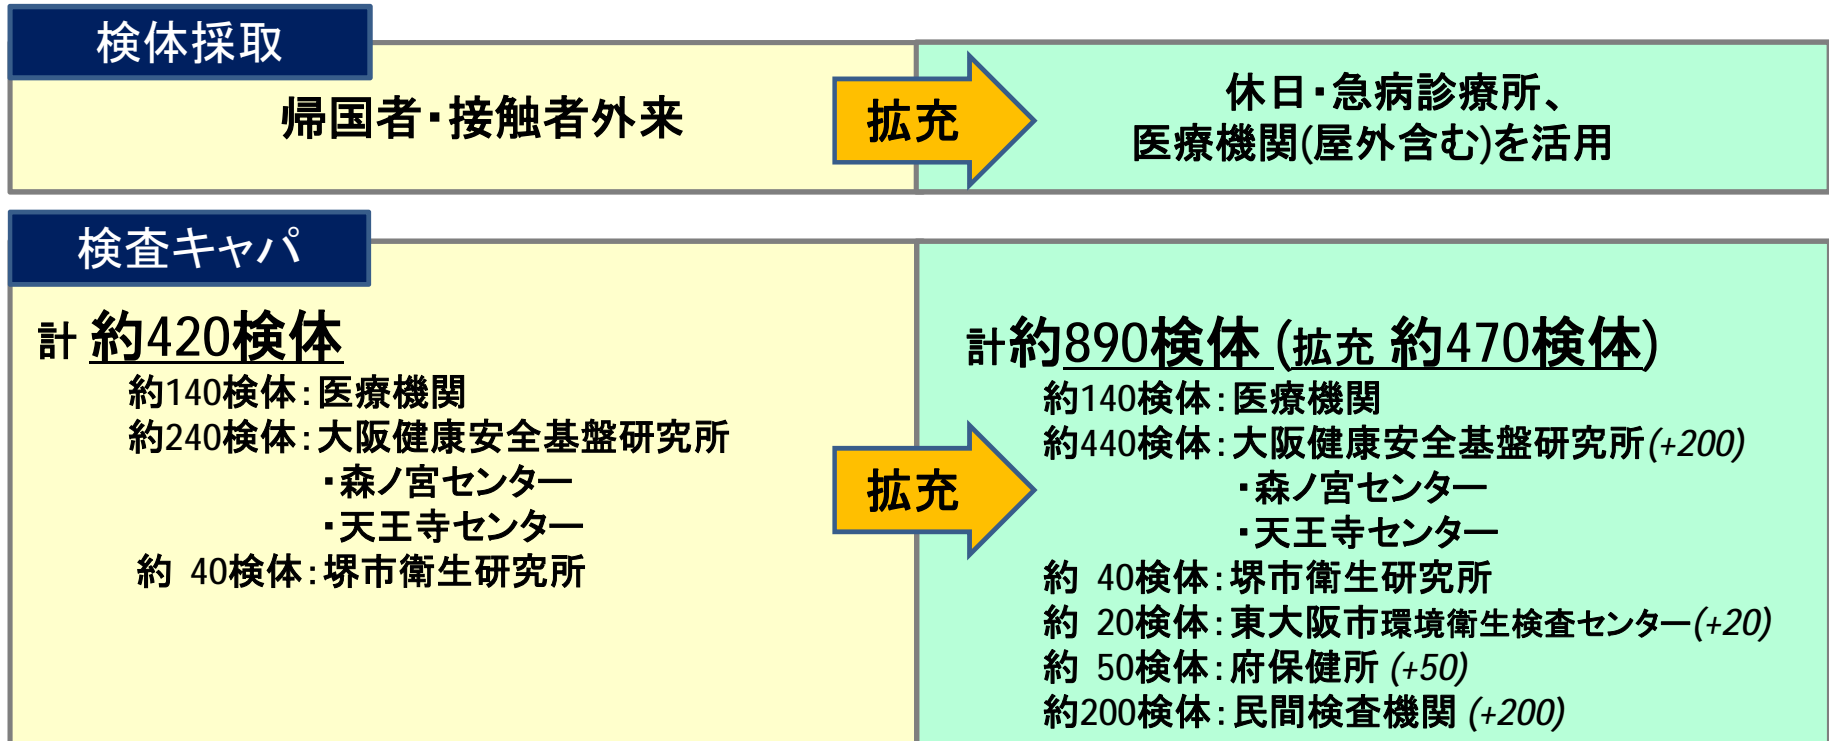 検体採取
帰国者・接触者外来
拡充
休日・急病診療所、
医療機関(屋外含む)を活用
検査キャパ
計 約420検体
約140検体：医療機関
約240検体：大阪健康安全基盤研究所
・森ノ宮センター
・天王寺センター
約 40検体：堺市衛生研究所
拡充
計約890検体 (拡充 約470検体)
約140検体：医療機関
約440検体：大阪健康安全基盤研究所(+200)
・森ノ宮センター
・天王寺センター
約 40検体：堺市衛生研究所
約 20検体：東大阪市環境衛生検査センター(+20)
約 50検体：府保健所 (+50)
約200検体：民間検査機関 (+200)